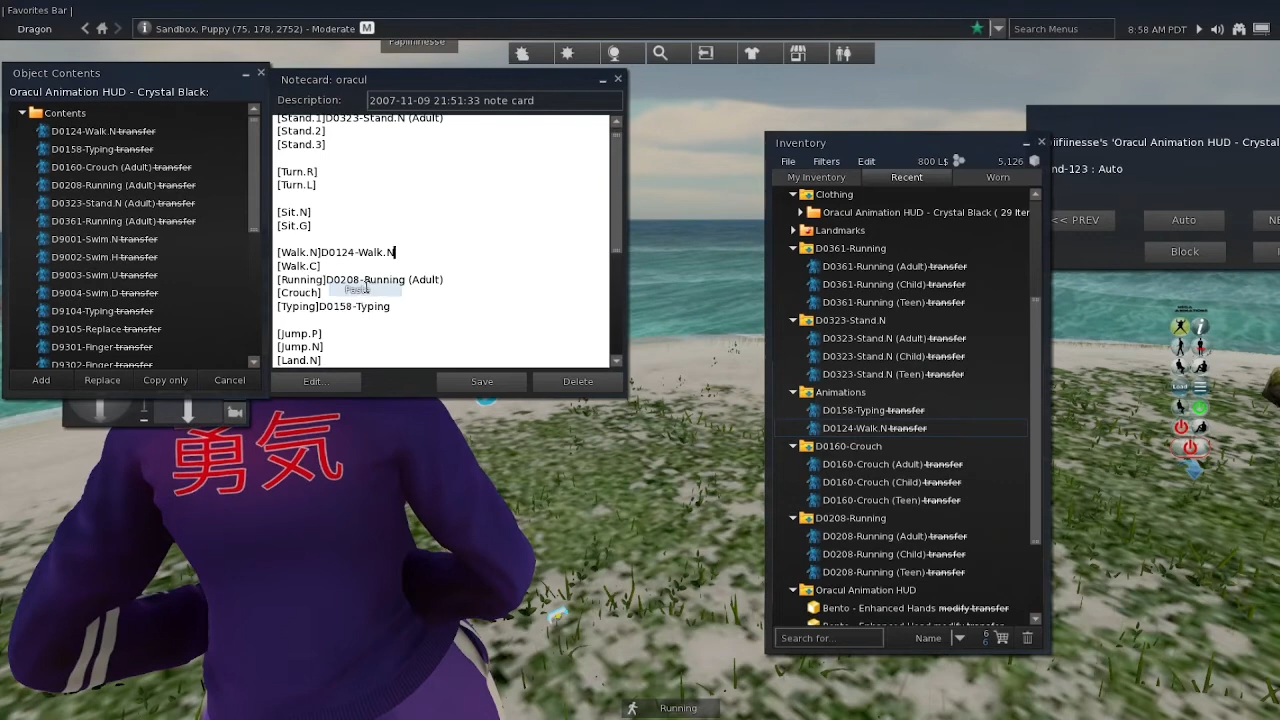 | Favorites Bar |
Dragon
Sandbox, Puppy (75, 178, 2752) - Moderate M
Search Menus
8:58 AM PDT
Object Contents
Oracul Animation HUD - Crystal Black:
Contents
D0124-Walk.N transfer
D0158-Typing transfer
D0160-Crouch (Adult) transfer
D0208-Running (Adult) transfer
D0323-Stand.N (Adult) transfer
D0361-Running (Adult) transfer
D9001-Swim.N transfer
D9002-Swim.H transfer
D9003-Swim.U transfer
D9004-Swim.D transfer
D9104-Typing transfer
D9105-Replace transfer
D9301-Finger transfer
D9302-Finger transfer
Add
Replace
Copy only
Cancel
Notecard: oracul
Description:
2007-11-09 21:51:33 note card
[Stand.1]D0323-Stand.N (Adult)
[Stand.2]
[Stand.3]
[Turn.R]
[Turn.L]
[Sit.N]
[Sit.G]
[Walk.N]D0124-Walk.N
[Walk.C]
[Running]D0208-Running (Adult)
[Crouch]
Paste
[Typing]D0158-Typing
[Jump.P]
[Jump.N]
[Land.N]
Edit...
Save
Delete
Inventory
File
Filters
Edit
800 L$
5,126
My Inventory
Recent
Worn
Clothing
Oracul Animation HUD - Crystal Black ( 29 Iter
Landmarks
D0361-Running
D0361-Running (Adult) transfer
D0361-Running (Child) transfer
D0361-Running (Teen) transfer
D0323-Stand.N
D0323-Stand.N (Adult) transfer
D0323-Stand.N (Child) transfer
D0323-Stand.N (Teen) transfer
Animations
D0158-Typing transfer
D0124-Walk.N transfer
D0160-Crouch
D0160-Crouch (Adult) transfer
D0160-Crouch (Child) transfer
D0160-Crouch (Teen) transfer
D0208-Running
D0208-Running (Adult) transfer
D0208-Running (Child) transfer
D0208-Running (Teen) transfer
Oracul Animation HUD
Bento - Enhanced Hands modify transfer
Search for...
Name
6
6
'Oracul Animation HUD - Crystal
nd-123 : Auto
<< PREV
Auto
NE
Block
Load
勇気
Running